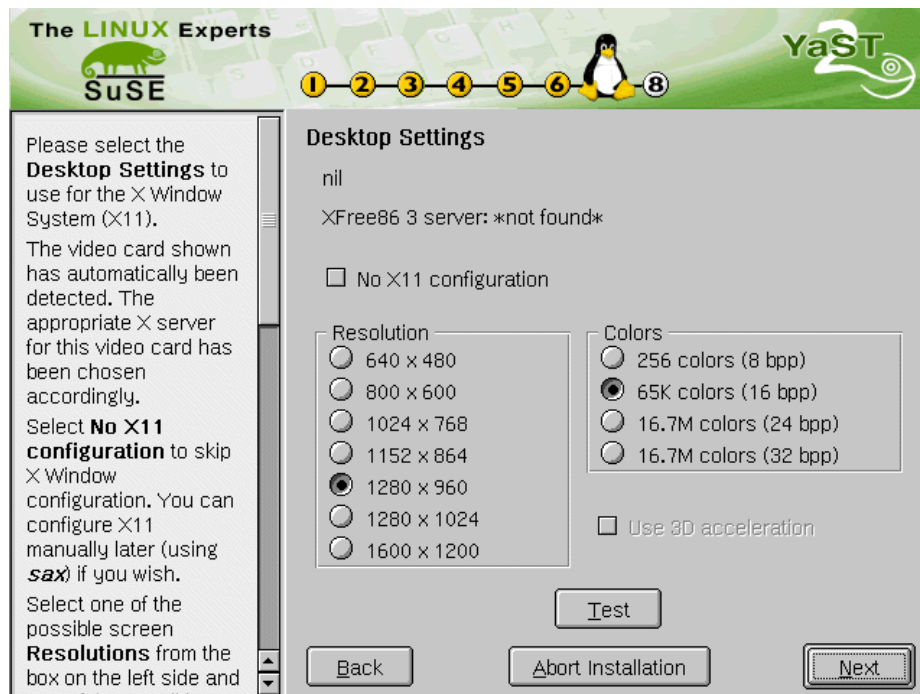 The LINUX Experts
SuSE
1 2 3 4 5 6 8
YaST2
Please select the
Desktop Settings to
use for the X Window
System (X11).
The video card shown
has automatically been
detected. The
appropriate X server
for this video card has
been chosen
accordingly.
Select No X11
configuration to skip
X Window
configuration. You can
configure X11
manually later (using
sax) if you wish.
Select one of the
possible screen
Resolutions from the
box on the left side and
Desktop Settings
nil
XFree86 3 server: *not found*
No X11 configuration
Resolution
640 x 480
800 x 600
1024 x 768
1152 x 864
1280 x 960
1280 x 1024
1600 x 1200
Colors
256 colors (8 bpp)
65K colors (16 bpp)
16.7M colors (24 bpp)
16.7M colors (32 bpp)
Use 3D acceleration
Test
Back
Abort Installation
Next